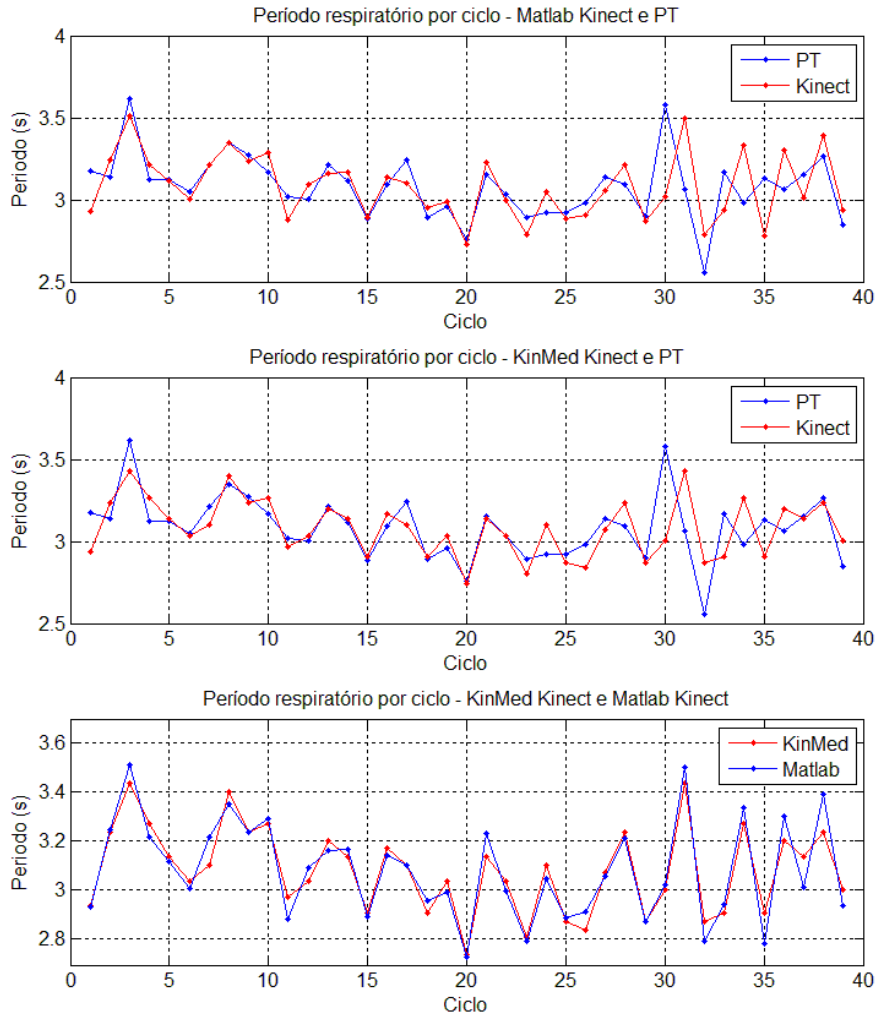 Período respiratório por ciclo - Matlab Kinect e PT
4
3.5
3
2.5
Período (s)
PT
Kinect
0 5 10 15 20 25 30 35 40
Ciclo
Período respiratório por ciclo - KinMed Kinect e PT
4
3.5
3
2.5
Período (s)
PT
Kinect
0 5 10 15 20 25 30 35 40
Ciclo
Período respiratório por ciclo - KinMed Kinect e Matlab Kinect
3.6
3.4
3.2
3
2.8
Período (s)
KinMed
Matlab
0 5 10 15 20 25 30 35 40
Ciclo